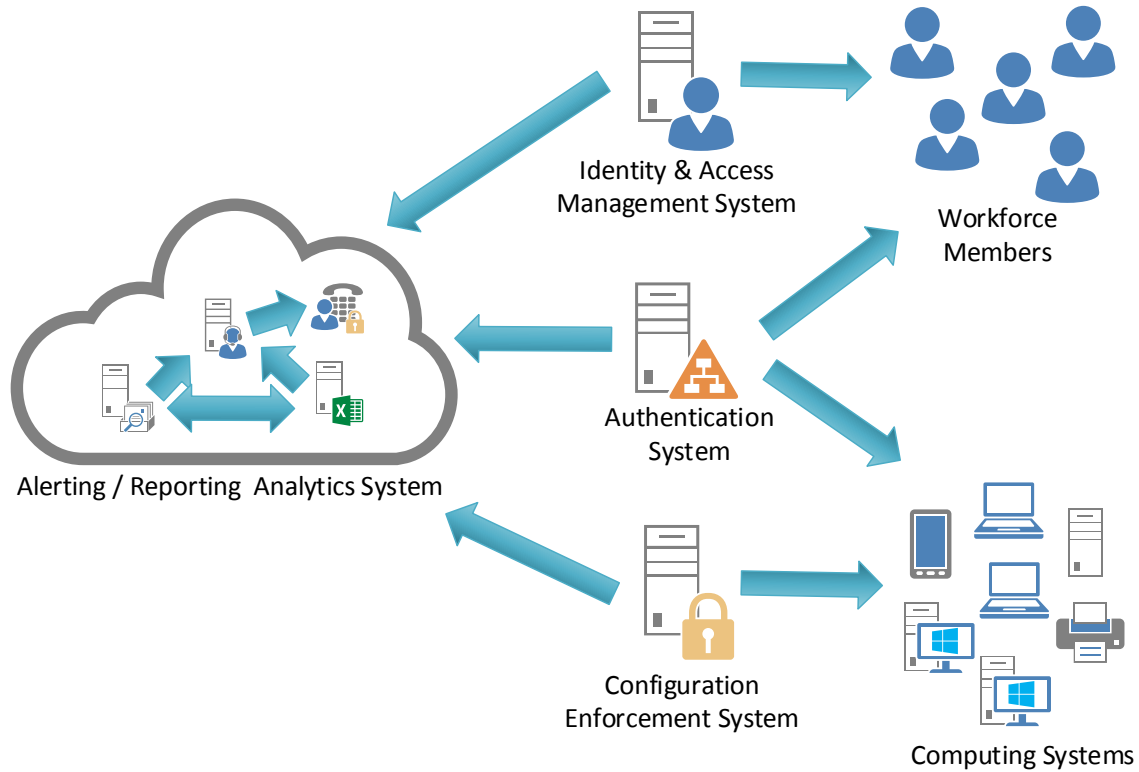 Identity & Access
Management System
Workforce
Members
Authentication
System
Alerting / Reporting  Analytics System
Configuration
Enforcement System
Computing Systems
X